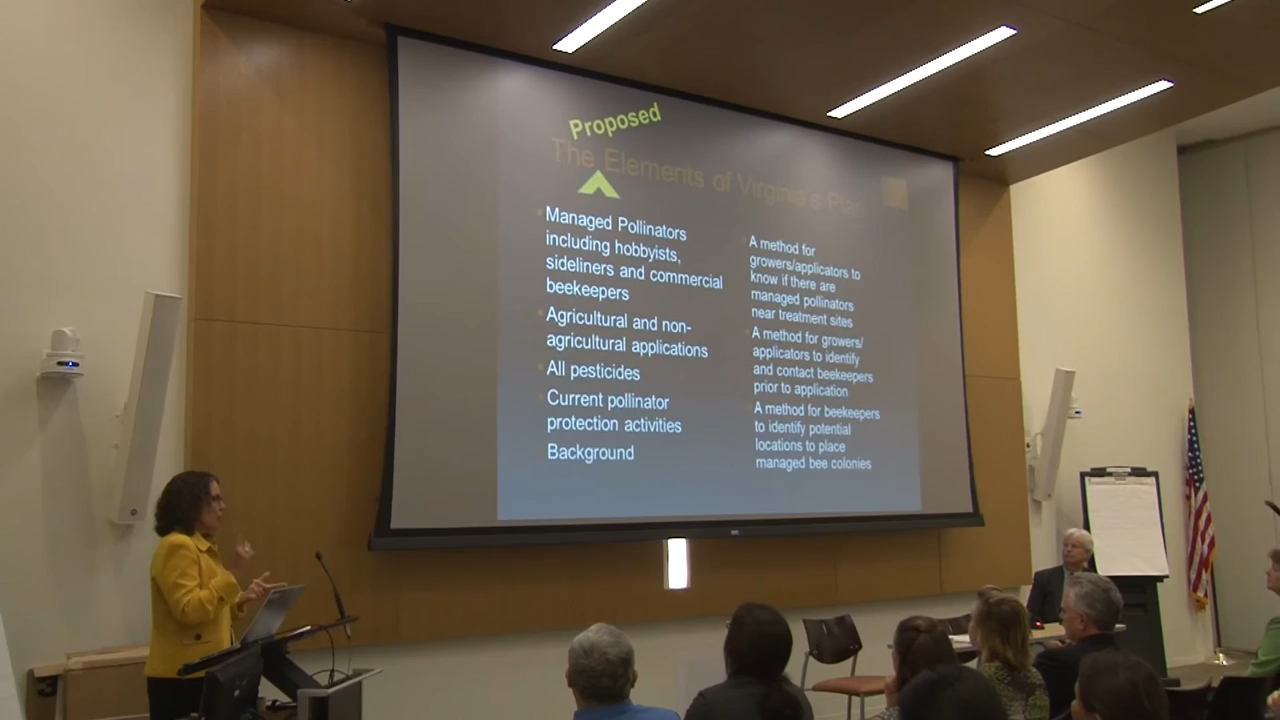 Proposed
The Elements of Virginia's Plan
Managed Pollinators
including hobbyists,
sideliners and commercial
beekeepers
Agricultural and non-
agricultural applications
All pesticides
Current pollinator
protection activities
Background
A method for
growers/applicators to
know if there are
managed pollinators
near treatment sites
A method for growers/
applicators to identify
and contact beekeepers
prior to application
A method for beekeepers
to identify potential
locations to place
managed bee colonies